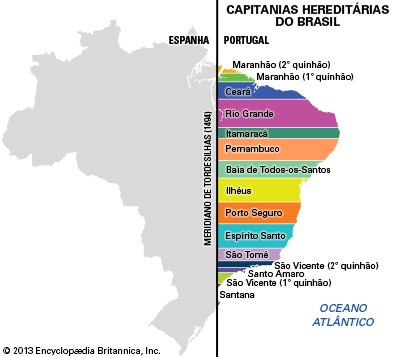 CAPITANIAS HEREDITÁRIAS
DO BRASIL
ESPANHA
PORTUGAL
MERIDIANO DE TORDESILHAS (1494)
Maranhão (2° quinhão)
Maranhão (1° quinhão)
Ceará
Rio Grande
Itamaracá
Pernambuco
Baia de Todos-os-Santos
Ilhéus
Porto Seguro
Espírito Santo
São Tomé
São Vicente (2° quinhão)
Santo Amaro
São Vicente (1° quinhão)
Santana
OCEANO
ATLÂNTICO
© 2013 Encyclopædia Britannica, Inc.